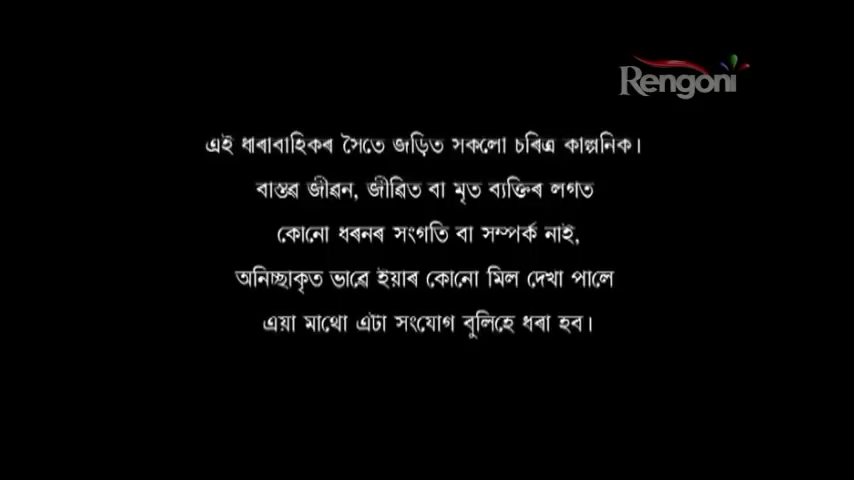 Rengoni
এই ধাৰাবাহিকৰ সৈতে জড়িত সকলো চৰিত্ৰ কাল্পনিক।
বাস্তৱ জীৱন, জীৱিত বা মৃত ব্যক্তিৰ লগত
কোনো ধৰনৰ সংগতি বা সম্পৰ্ক নাই,
অনিচ্ছাকৃত ভাৱে ইয়াৰ কোনো মিল দেখা পালে
এয়া মাথো এটা সংযোগ বুলিহে ধৰা হব।